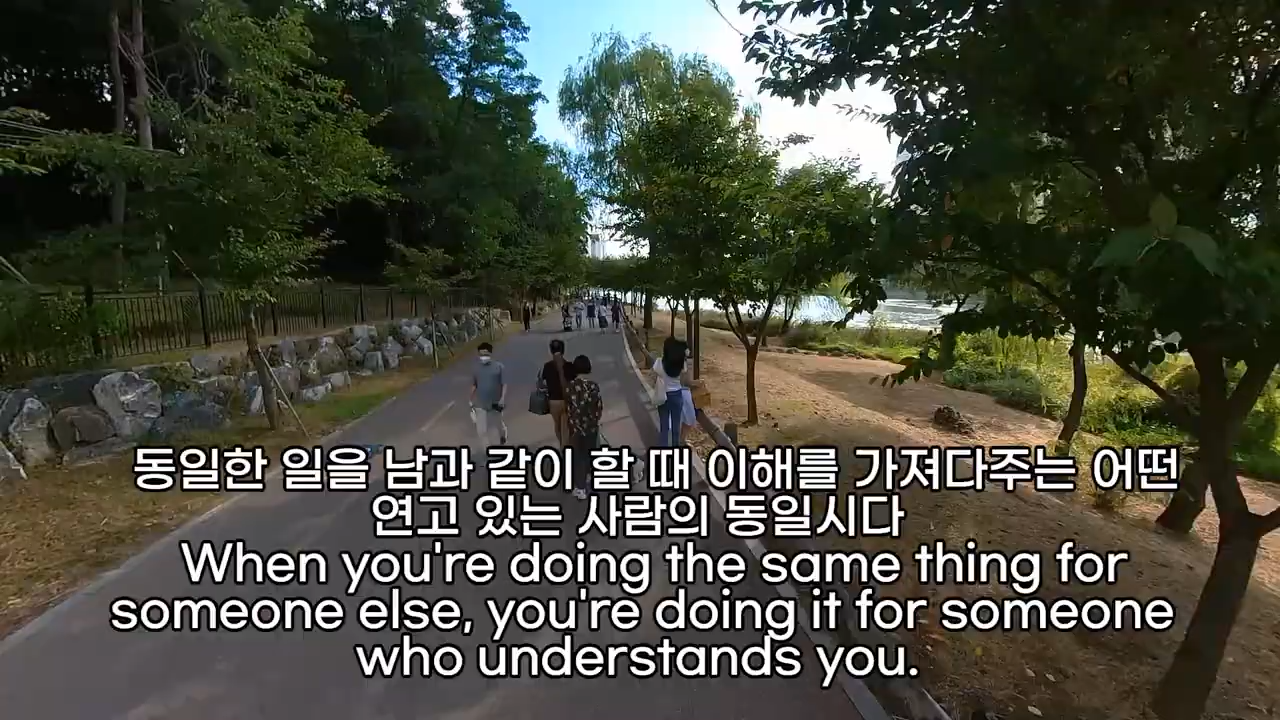 동일한 일을 남과 같이 할 때 이해를 가져다주는 어떤
연고 있는 사람의 동일시다
When you're doing the same thing for
someone else, you're doing it for someone
who understands you.